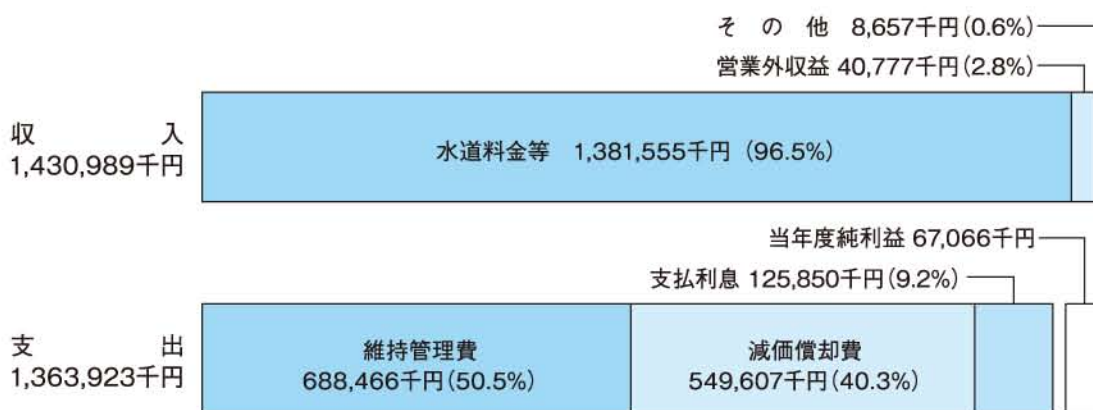 そ の 他 8,657千円(0.6%)
営業外収益 40,777千円(2.8%)
収 入
1,430,989千円
水道料金等 1,381,555千円 (96.5%)
当年度純利益 67,066千円
支払利息 125,850千円(9.2%)
支 出
1,363,923千円
維持管理費
688,466千円(50.5%)
減価償却費
549,607千円(40.3%)